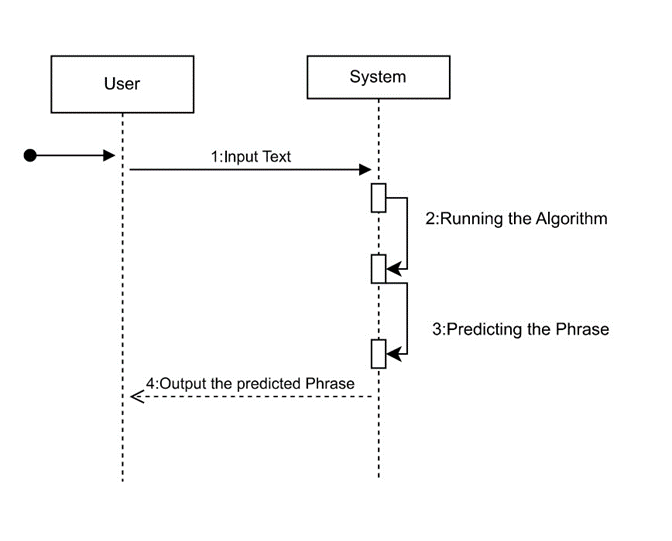 User
System
1:Input Text
2:Running the Algorithm
3:Predicting the Phrase
4:Output the predicted Phrase